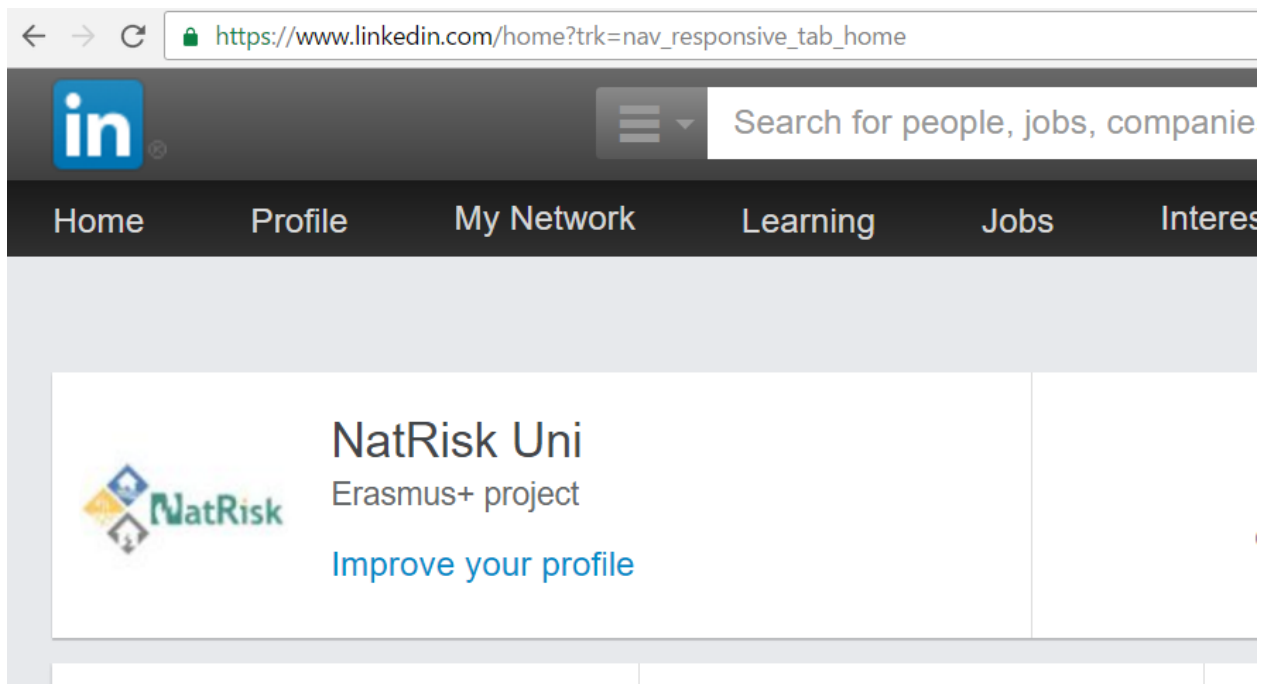 https://www.linkedin.com/home?trk=nav_responsive_tab_home
in ®
Search for people, jobs, companie
Home Profile My Network Learning Jobs Interes
NatRisk Uni
NatRisk
Erasmus+ project
Improve your profile